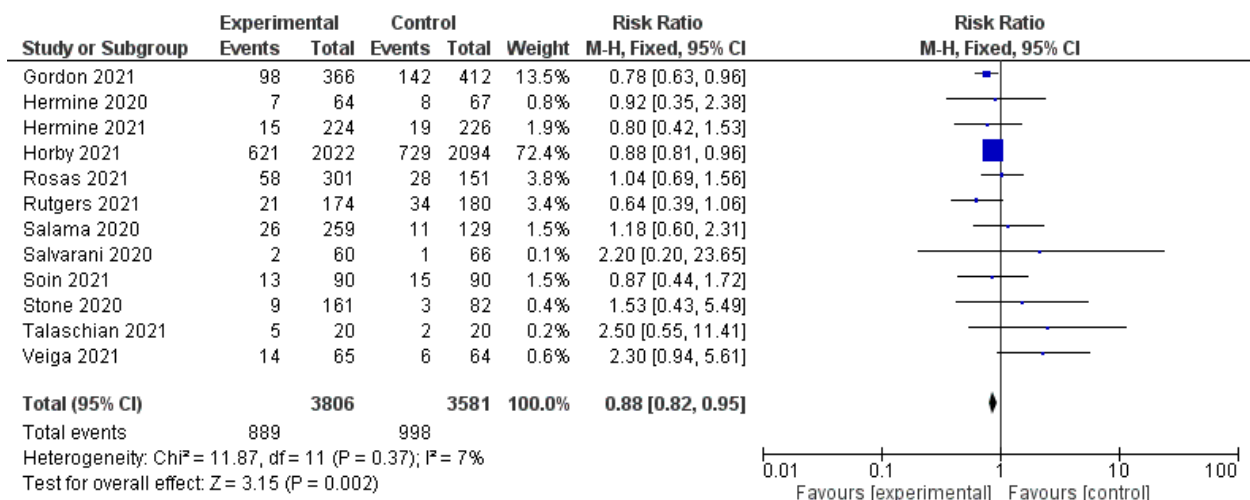 Experimental Control Risk Ratio Risk Ratio
Study or Subgroup Events Total Events Total Weight M-H, Fixed, 95% CI M-H, Fixed, 95% CI
Gordon 2021 98 366 142 412 13.5% 0.78 [0.63, 0.96]
Hermine 2020 7 64 8 67 0.8% 0.92 [0.35, 2.38]
Hermine 2021 15 224 19 226 1.9% 0.80 [0.42, 1.53]
Horby 2021 621 2022 729 2094 72.4% 0.88 [0.81, 0.96]
Rosas 2021 58 301 28 151 3.8% 1.04 [0.69, 1.56]
Rutgers 2021 21 174 34 180 3.4% 0.64 [0.39, 1.06]
Salama 2020 26 259 11 129 1.5% 1.18 [0.60, 2.31]
Salvarani 2020 2 60 1 66 0.1% 2.20 [0.20, 23.65]
Soin 2021 13 90 15 90 1.5% 0.87 [0.44, 1.72]
Stone 2020 9 161 3 82 0.4% 1.53 [0.43, 5.49]
Talaschian 2021 5 20 2 20 0.2% 2.50 [0.55, 11.41]
Veiga 2021 14 65 6 64 0.6% 2.30 [0.94, 5.61]
Total (95% CI) 3806 3581 100.0% 0.88 [0.82, 0.95]
Total events 889 998
Heterogeneity: Chi² = 11.87, df = 11 (P = 0.37); I² = 7%
Test for overall effect: Z = 3.15 (P = 0.002)
0.01 0.1 1 10 100
Favours [experimental] Favours [control]